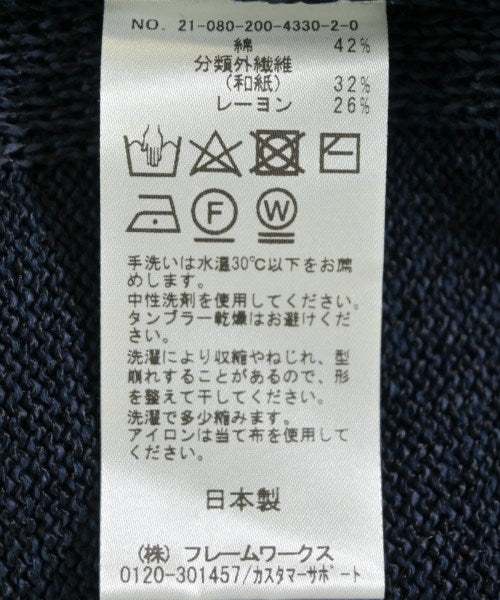 NO. 21-080-200-4330-2-0
綿 42%
分類外繊維
(和紙) 32%
レーヨン 26%
F W
手洗いは水温30℃以下をお薦
めします。
中性洗剤を使用してください。
タンブラー乾燥はお避けくだ
さい。
洗濯により収縮やねじれ、型
崩れすることがあるので、形
を整えて干してください。
洗濯で多少縮みます。
アイロンは当て布を使用して
ください。
日本製
(株) フレームワークス
0120-301457/カスタマーサポート